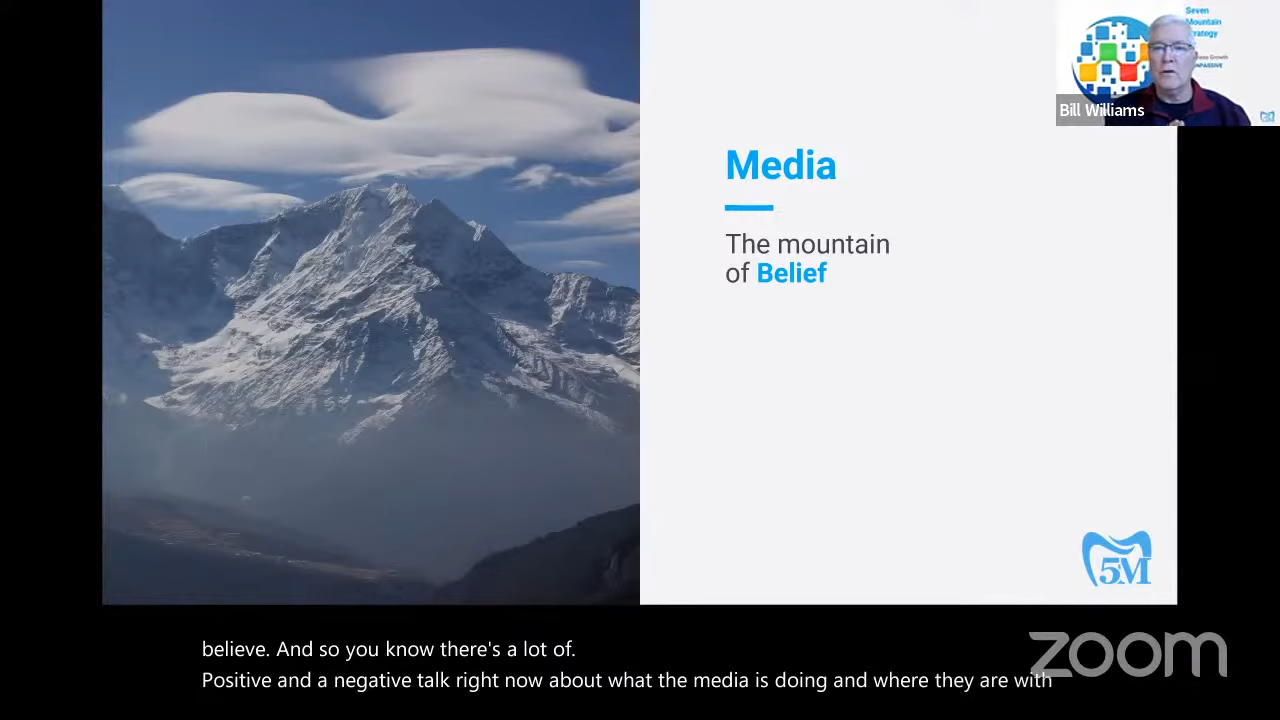 Seven
Mountain
Strategy
Bill Williams
Media
The mountain
of Belief
5M
believe. And so you know there's a lot of.
Positive and a negative talk right now about what the media is doing and where they are with
zoom